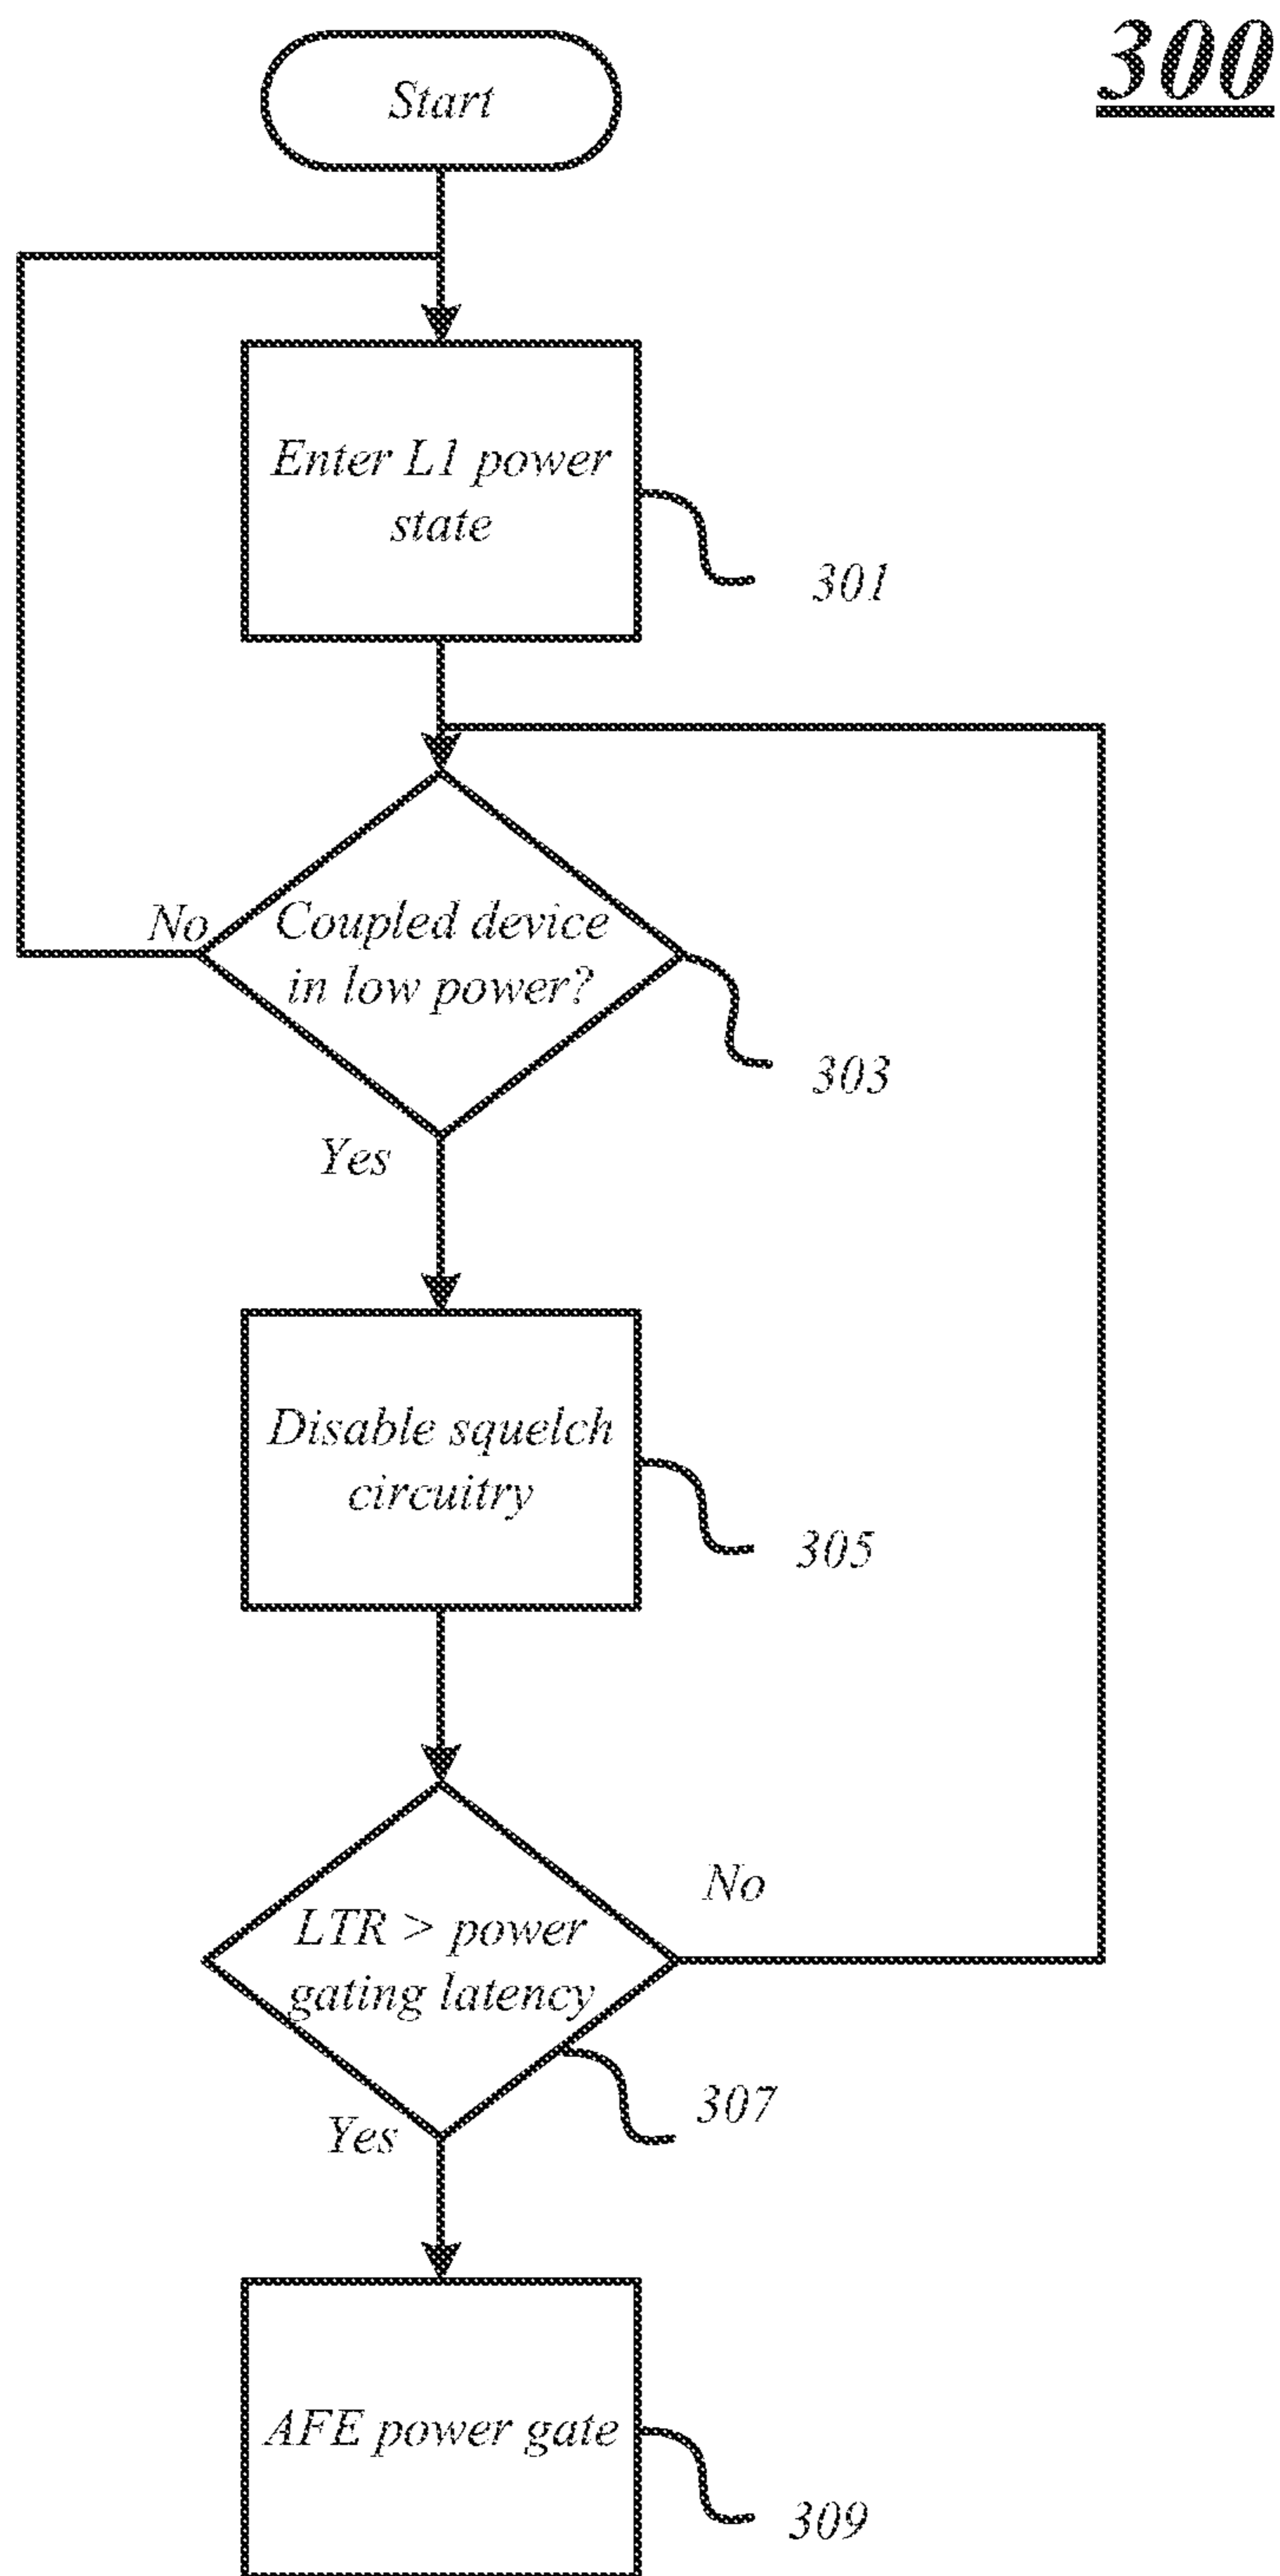 300
Start
Enter L1 power
state
301
No
Coupled device
in low power?
303
Yes
Disable squelch
circuitry
305
No
LTR > power
gating latency
307
Yes
AFE power gate
309